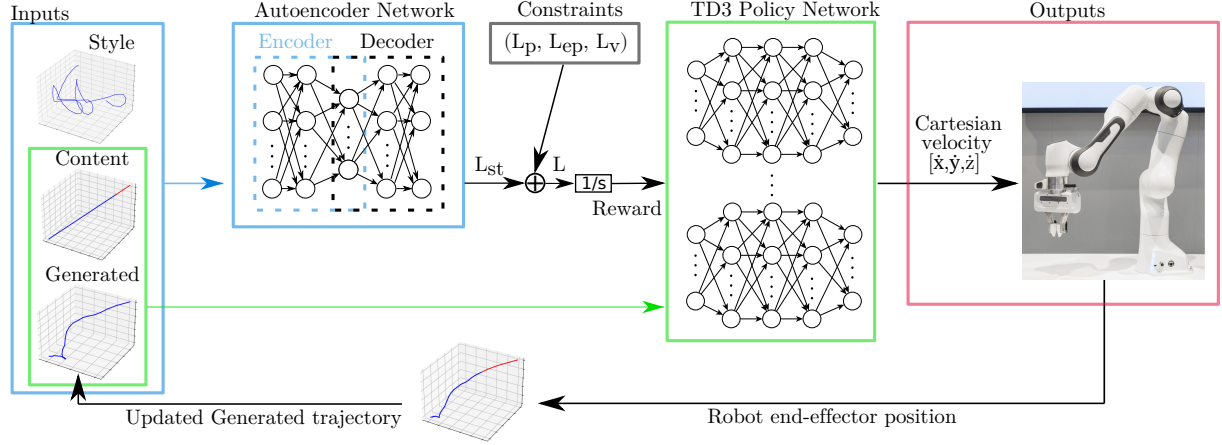 Inputs
Autoencoder Network
Constraints
TD3 Policy Network
Outputs
Style
Encoder
Decoder
(Lp, Lep, Lv)
Content
Lst
L
1/s
Reward
Cartesian
velocity
[ẋ,ẏ,ż]
Generated
Updated Generated trajectory
Robot end-effector position